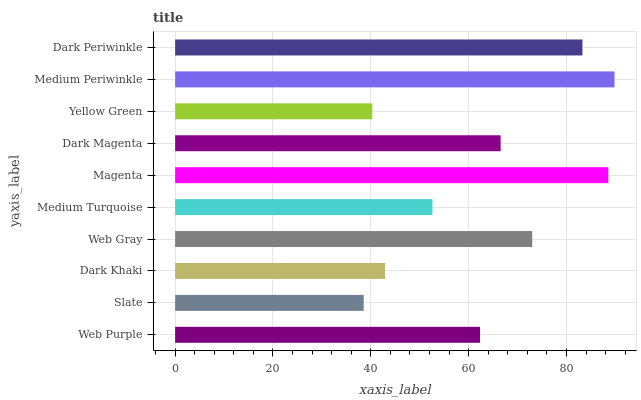 title
Dark Periwinkle
Medium Periwinkle
Yellow Green
Dark Magenta
Magenta
Medium Turquoise
Web Gray
Dark Khaki
Slate
Web Purple
yaxis_label
0 20 40 60 80
xaxis_label